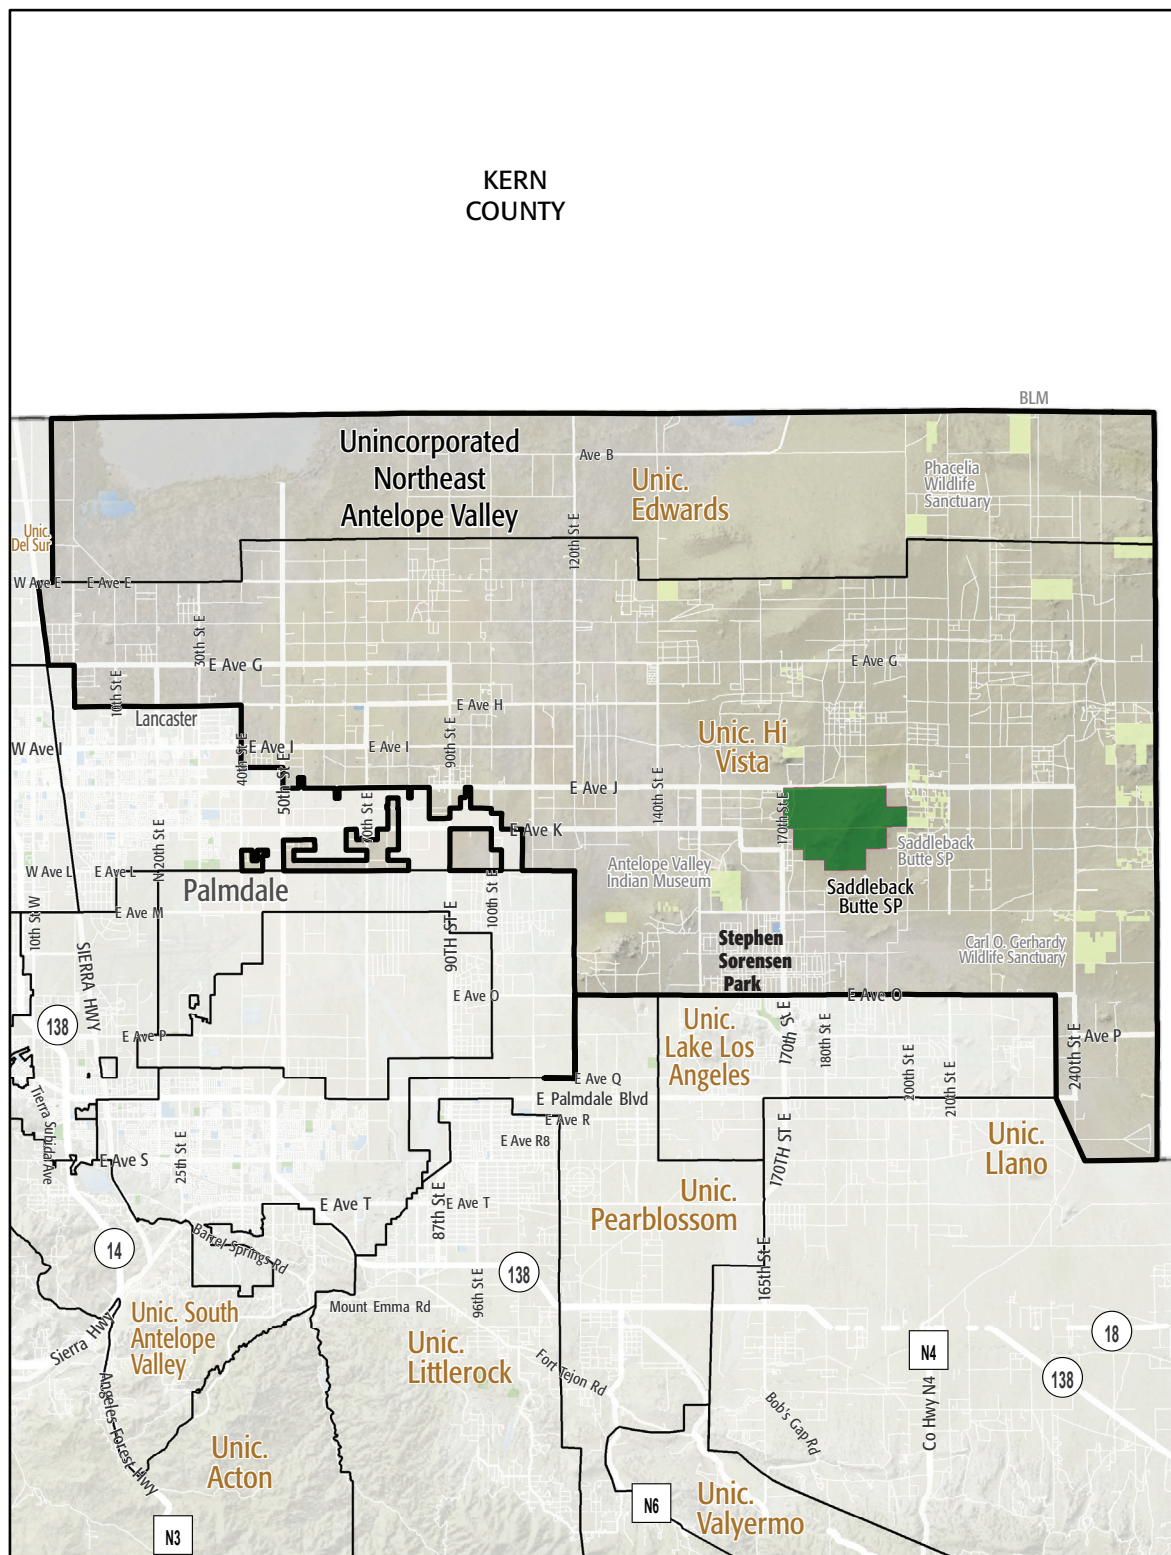 KERN
COUNTY
BLM
Unincorporated
Northeast
Antelope Valley
Ave B
Unic.
Edwards
Phacelia
Wildlife
Sanctuary
Unic.
Del Sur
120th St E
W Ave E
E Ave E
30th St E
E Ave G
E Ave G
10th St E
Lancaster
E Ave H
W Ave I
40th St E
E Ave I
E Ave I
90th St E
Unic. Hi
Vista
50th St E
E Ave J
140th St E
170th St E
70th St E
E Ave K
N 20th St E
Saddleback
Butte SP
W Ave L
E Ave L
Antelope Valley
Indian Museum
Saddleback
Butte SP
Palmdale
100th St E
10th St W
E Ave M
90TH ST E
SIERRA HWY
Stephen
Sorensen
Park
Carl O. Gerhardy
Wildlife Sanctuary
E Ave O
E Ave O
138
E Ave P
Unic.
Lake Los
Angeles
170th St E
180th St E
200th St E
210th St E
240th St E
Ave P
E Ave Q
E Palmdale Blvd
Tierra Subida Ave
E Ave R
E Ave R8
E Ave S
25th St E
170TH ST E
Unic.
Llano
E Ave T
87th St E
E Ave T
Unic.
Pearblossom
14
Barrel Springs Rd
138
165th St E
96th St E
Mount Emma Rd
Unic. South
Antelope
Valley
Sierra Hwy
Unic.
Littlerock
Fort Tejon Rd
N4
18
138
Angeles Forest Hwy
Bob's Gap Rd
Co Hwy N4
Unic.
Acton
Unic.
Valyermo
N6
N3